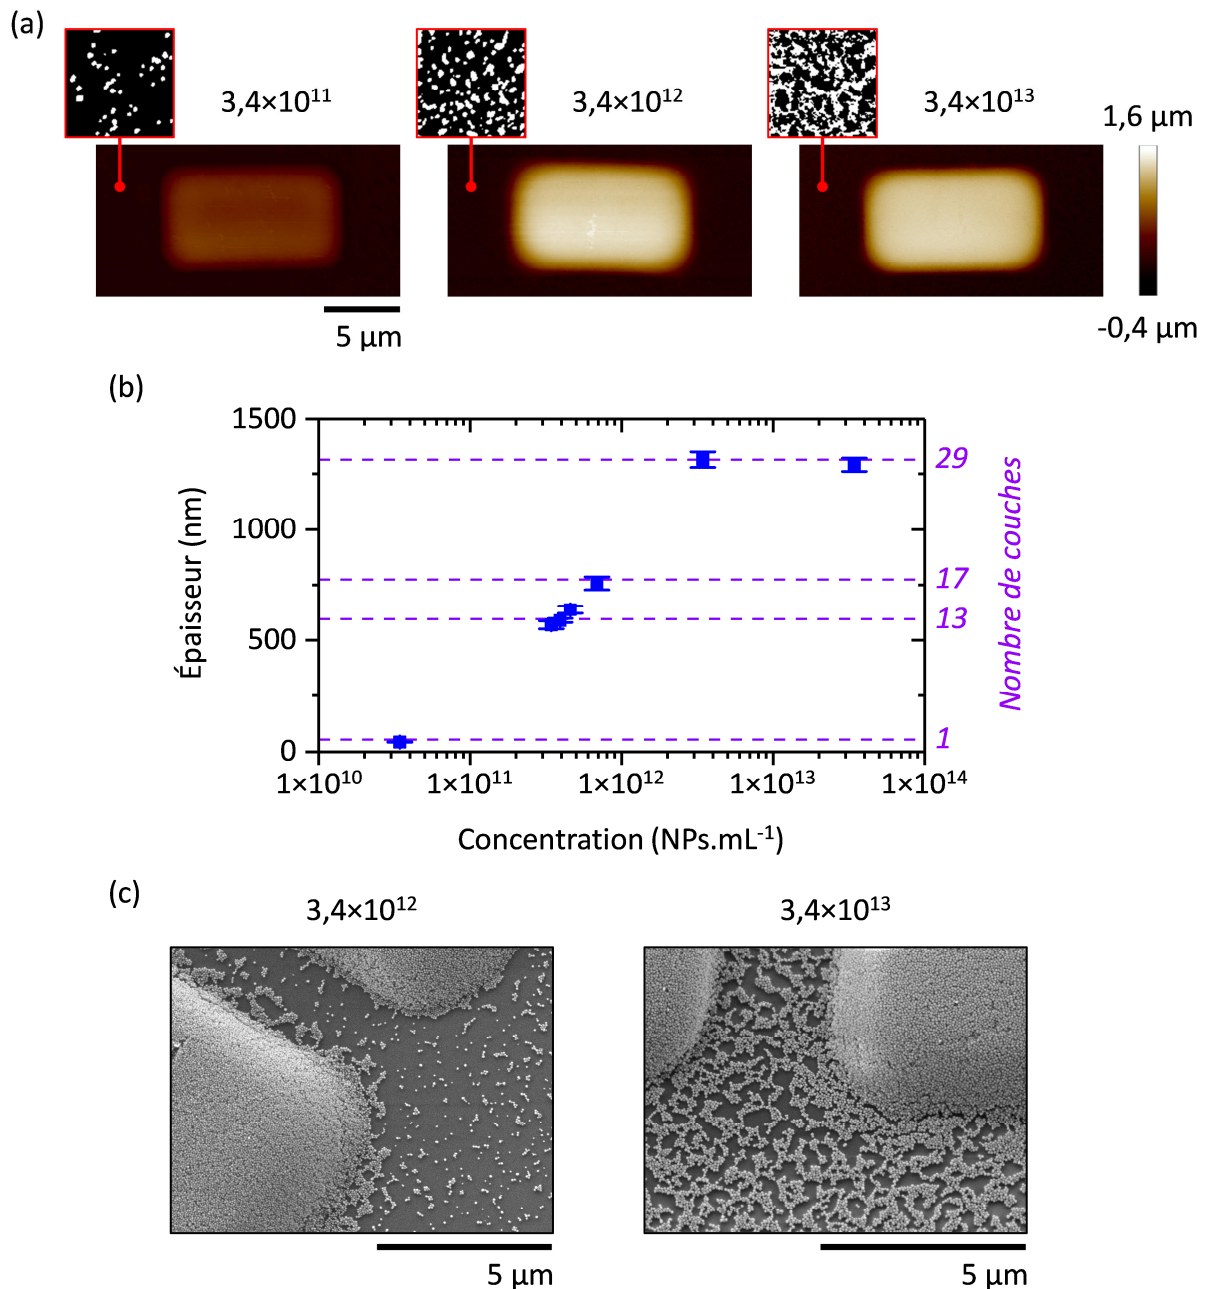 (a)
3,4×10¹¹
3,4×10¹²
3,4×10¹³
1,6 µm
-0,4 µm
5 µm
(b)
1500
1000
500
0
Épaisseur (nm)
29
17
13
1
Nombre de couches
1×10¹⁰
1×10¹¹
1×10¹²
1×10¹³
1×10¹⁴
Concentration (NPs.mL⁻¹)
(c)
3,4×10¹²
3,4×10¹³
5 µm
5 µm